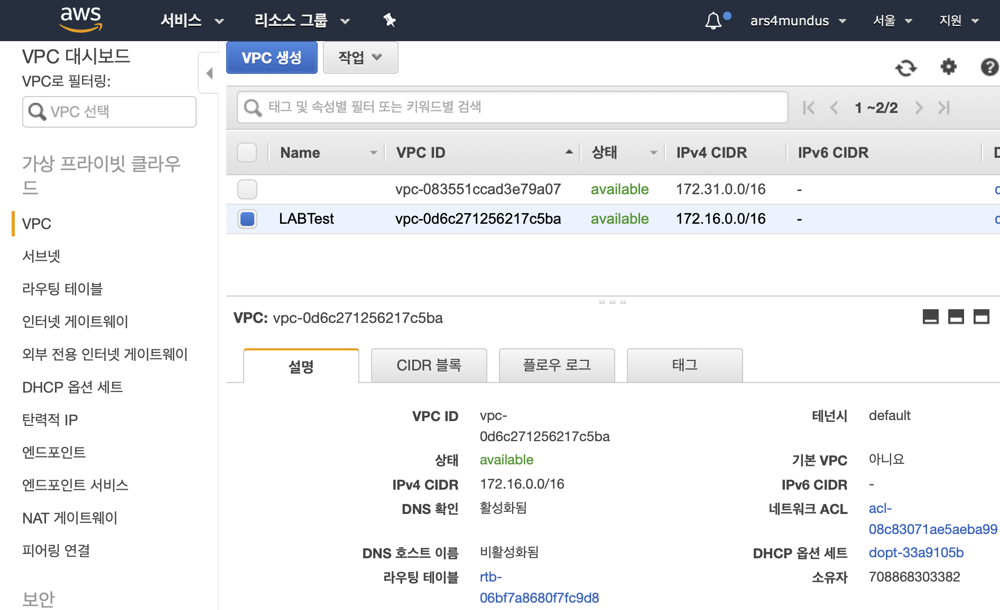 aws 서비스 리소스 그룹 ars4mundus 서울 지원
VPC 대시보드
VPC로 필터링:
VPC 선택
가상 프라이빗 클라우
드
VPC
서브넷
라우팅 테이블
인터넷 게이트웨이
외부 전용 인터넷 게이트웨이
DHCP 옵션 세트
탄력적 IP
엔드포인트
엔드포인트 서비스
NAT 게이트웨이
피어링 연결
보안
VPC 생성 작업
태그 및 속성별 필터 또는 키워드별 검색 1 ~2/2
Name VPC ID 상태 IPv4 CIDR IPv6 CIDR
vpc-083551ccad3e79a07 available 172.31.0.0/16 -
LABTest vpc-0d6c271256217c5ba available 172.16.0.0/16 -
VPC: vpc-0d6c271256217c5ba
설명 CIDR 블록 플로우 로그 태그
VPC ID vpc-
0d6c271256217c5ba
테넌시 default
상태 available
기본 VPC 아니요
IPv4 CIDR 172.16.0.0/16
IPv6 CIDR -
DNS 확인 활성화됨
네트워크 ACL acl-
08c83071ae5aeba99
DNS 호스트 이름 비활성화됨
DHCP 옵션 세트 dopt-33a9105b
라우팅 테이블 rtb-
06bf7a8680f7fc9d8
소유자 708868303382